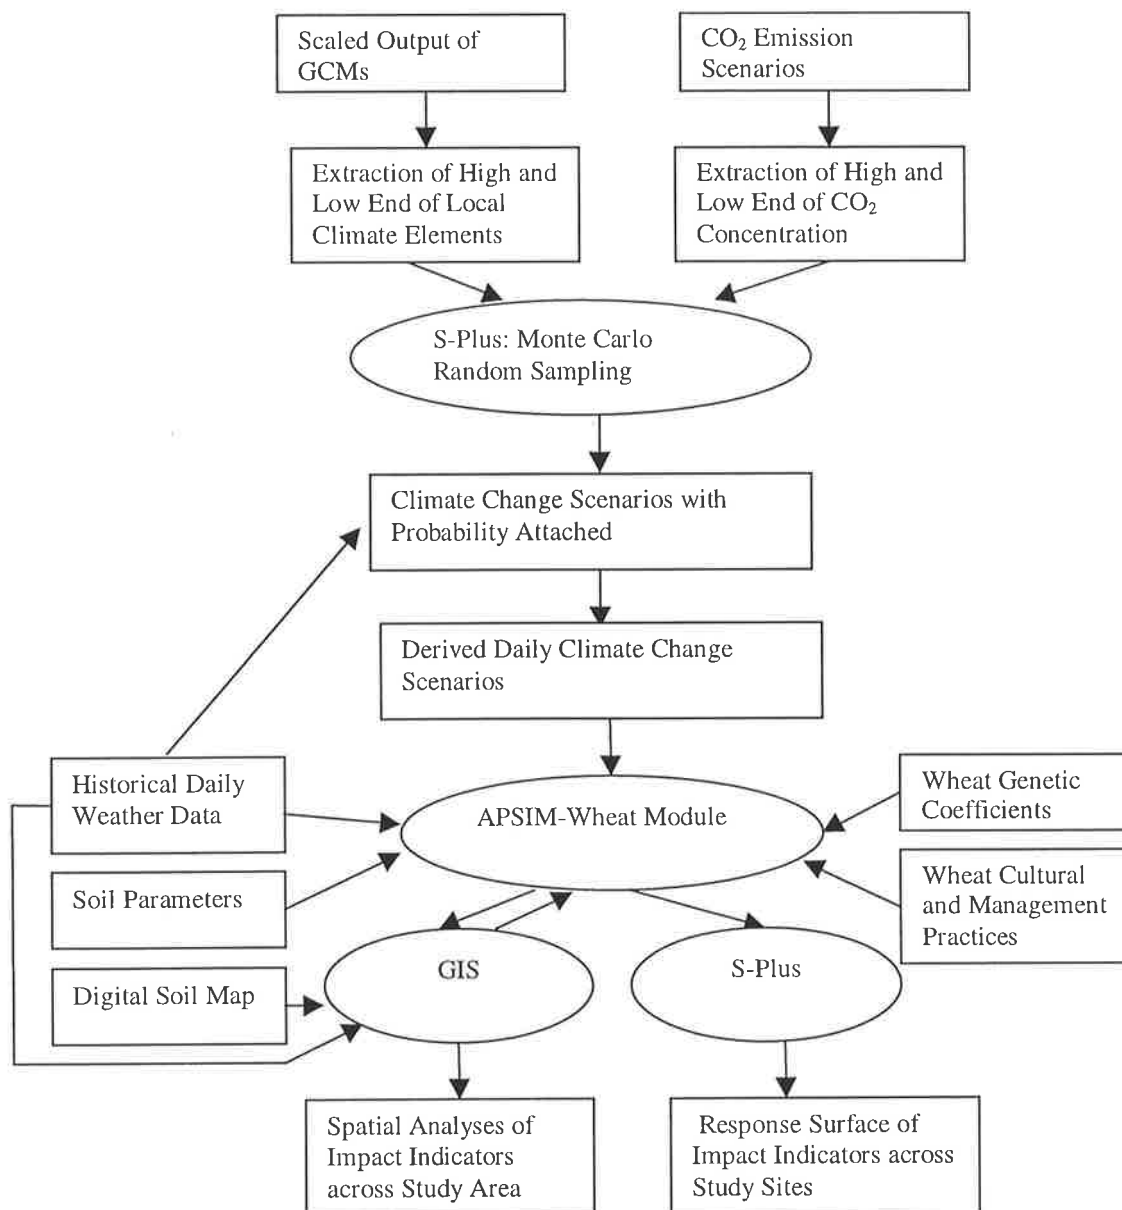 Scaled Output of
GCMs
CO₂ Emission
Scenarios
Extraction of High and
Low End of Local
Climate Elements
Extraction of High and
Low End of CO₂
Concentration
S-Plus: Monte Carlo
Random Sampling
Climate Change Scenarios with
Probability Attached
Derived Daily Climate Change
Scenarios
Historical Daily
Weather Data
APSIM-Wheat Module
Wheat Genetic
Coefficients
Soil Parameters
Wheat Cultural
and Management
Practices
Digital Soil Map
GIS
S-Plus
Spatial Analyses of
Impact Indicators
across Study Area
Response Surface of
Impact Indicators across
Study Sites